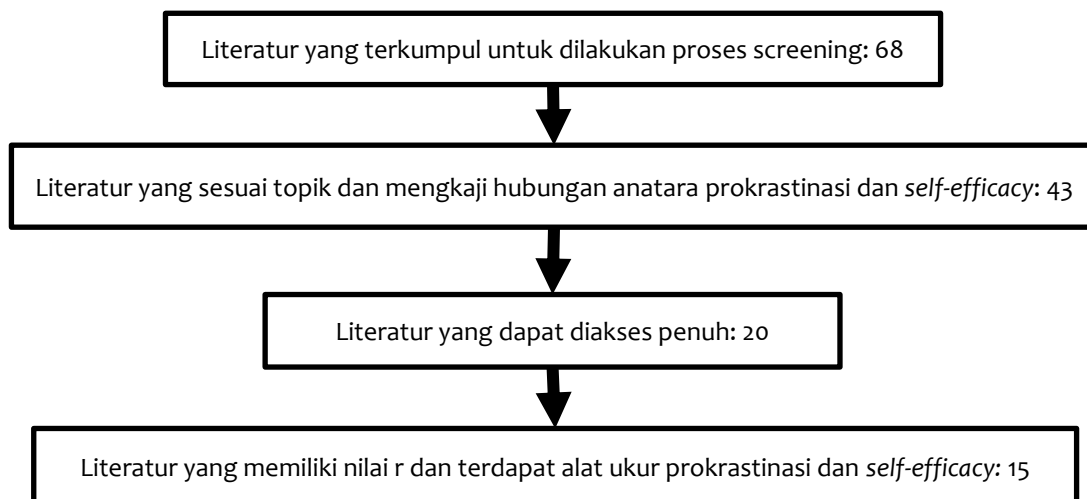 Literatur yang terkumpul untuk dilakukan proses screening: 68
Literatur yang sesuai topik dan mengkaji hubungan anatara prokrastinasi dan self-efficacy: 43
Literatur yang dapat diakses penuh: 20
Literatur yang memiliki nilai r dan terdapat alat ukur prokrastinasi dan self-efficacy: 15